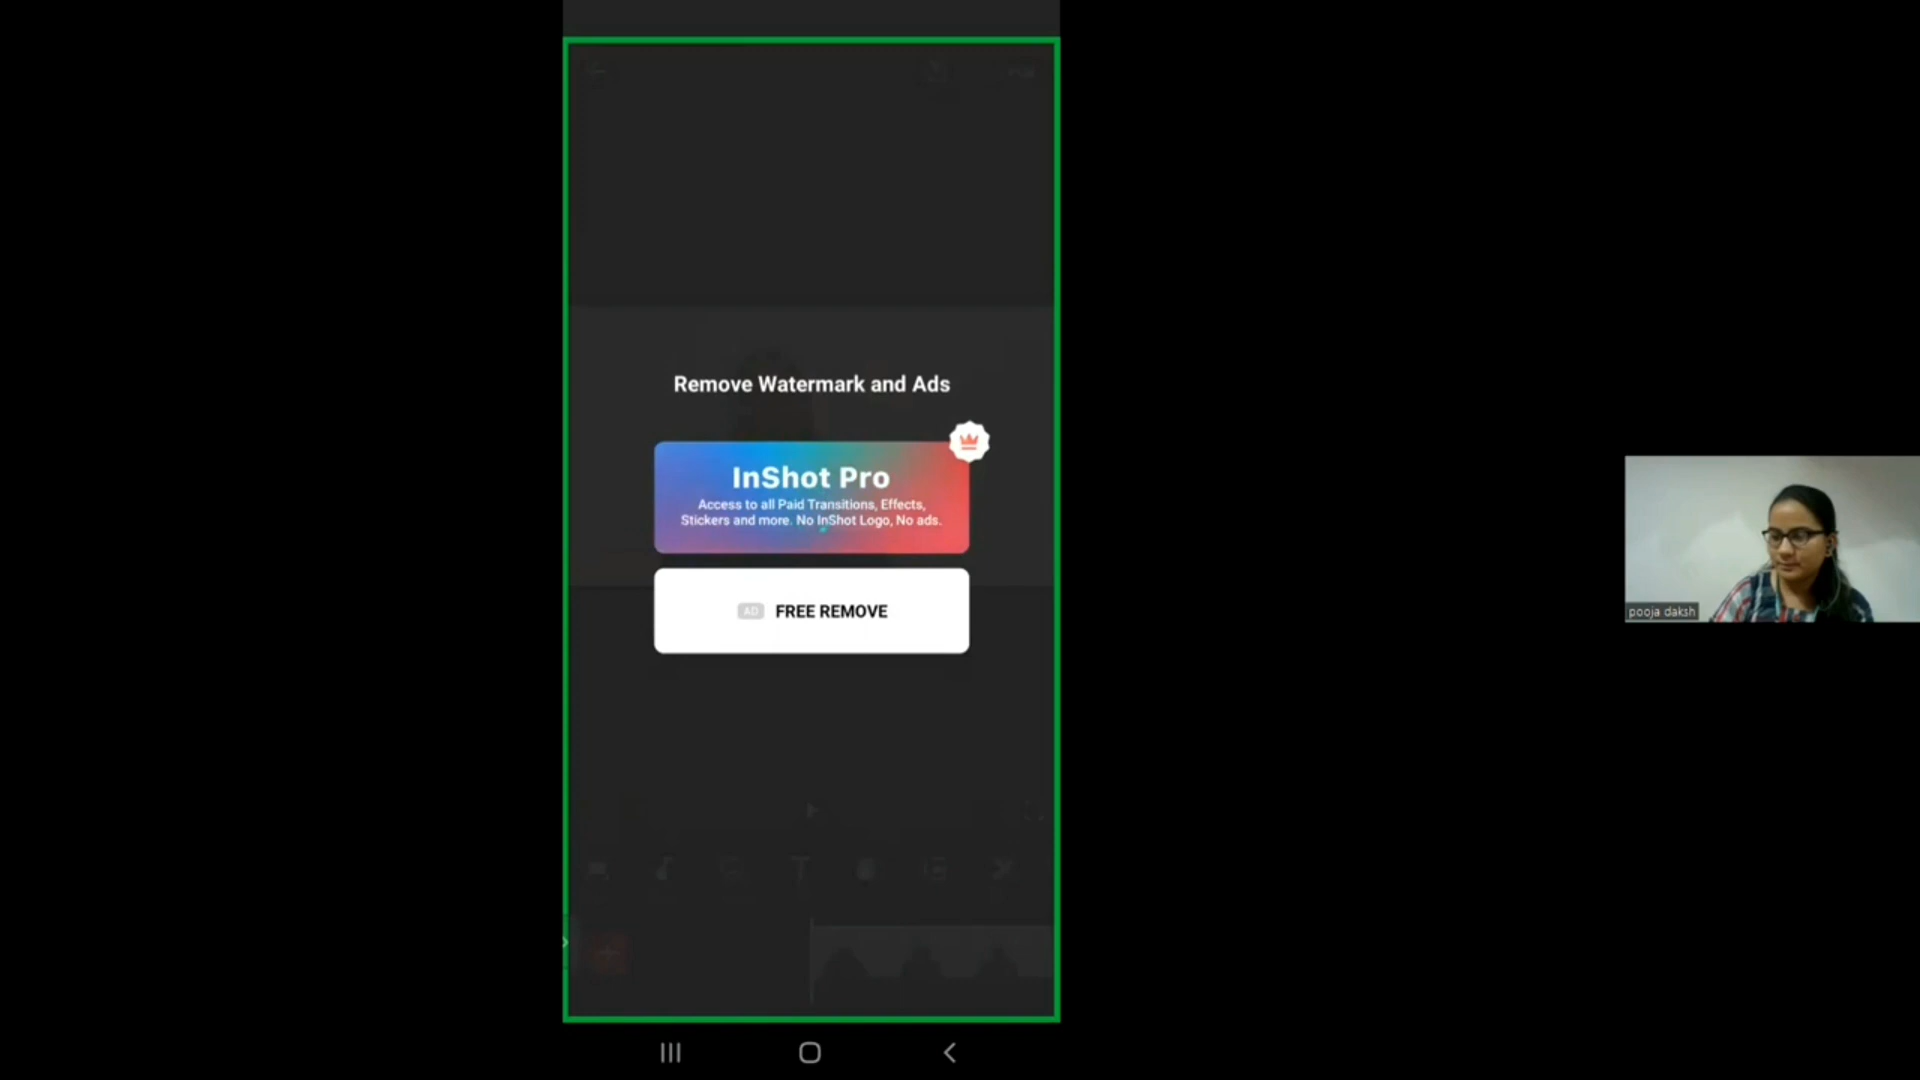 Remove Watermark and Ads
InShot Pro
Access to all Paid Transitions, Effects,
Stickers and more. No InShot Logo, No ads.
AD FREE REMOVE
pooja daksh